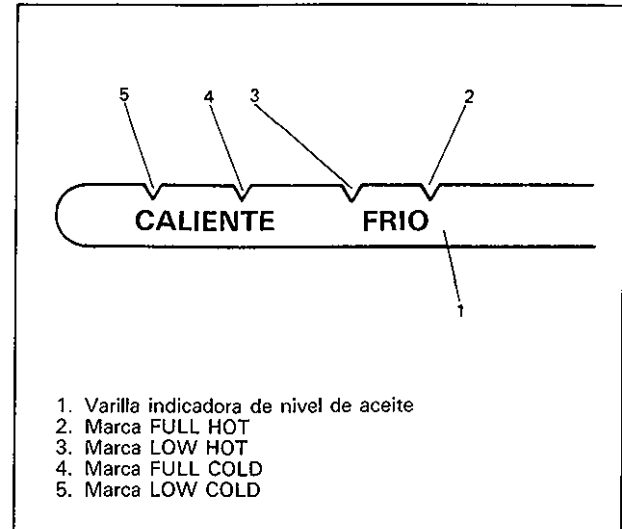 5 4 3 2
CALIENTE FRIO
1
1. Varilla indicadora de nivel de aceite
2. Marca FULL HOT
3. Marca LOW HOT
4. Marca FULL COLD
5. Marca LOW COLD